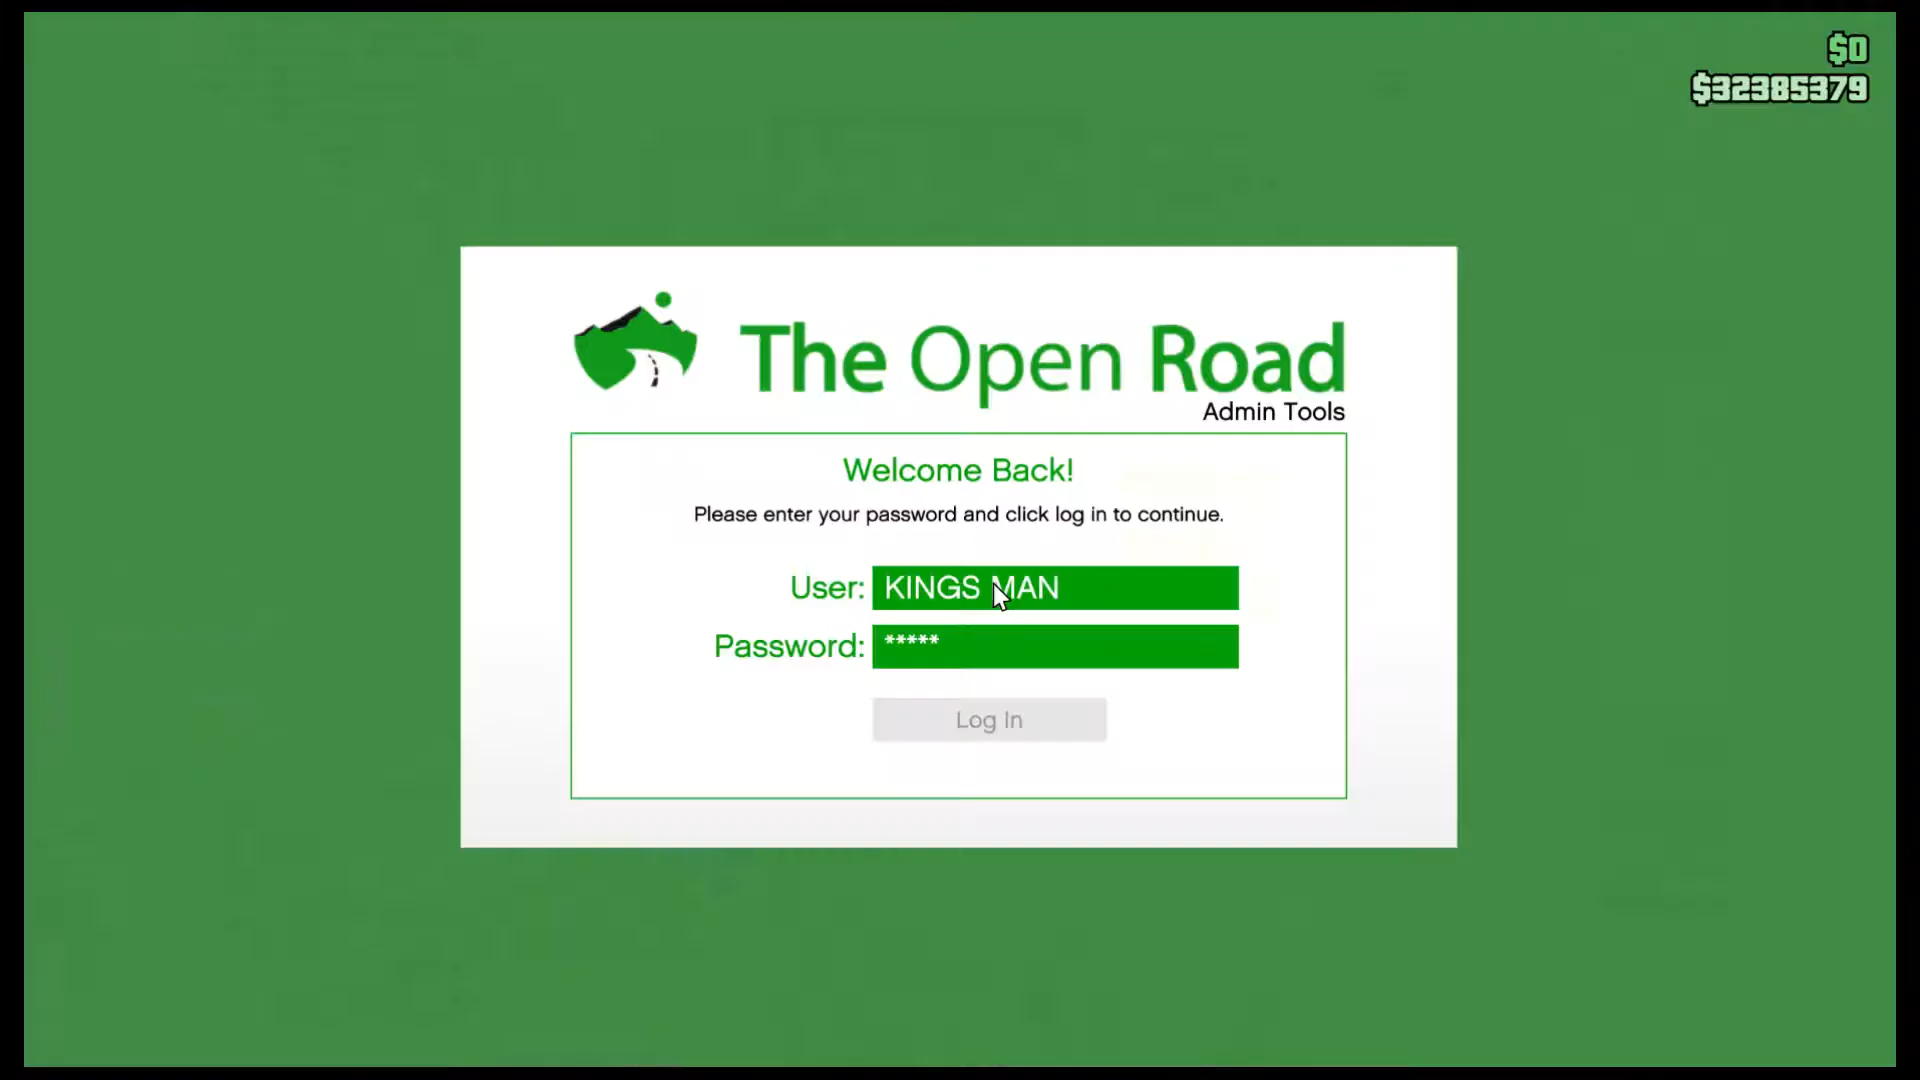 $0
$32385379
The Open Road
Admin Tools
Welcome Back!
Please enter your password and click log in to continue.
User: KINGS MAN
Password: *****
Log In